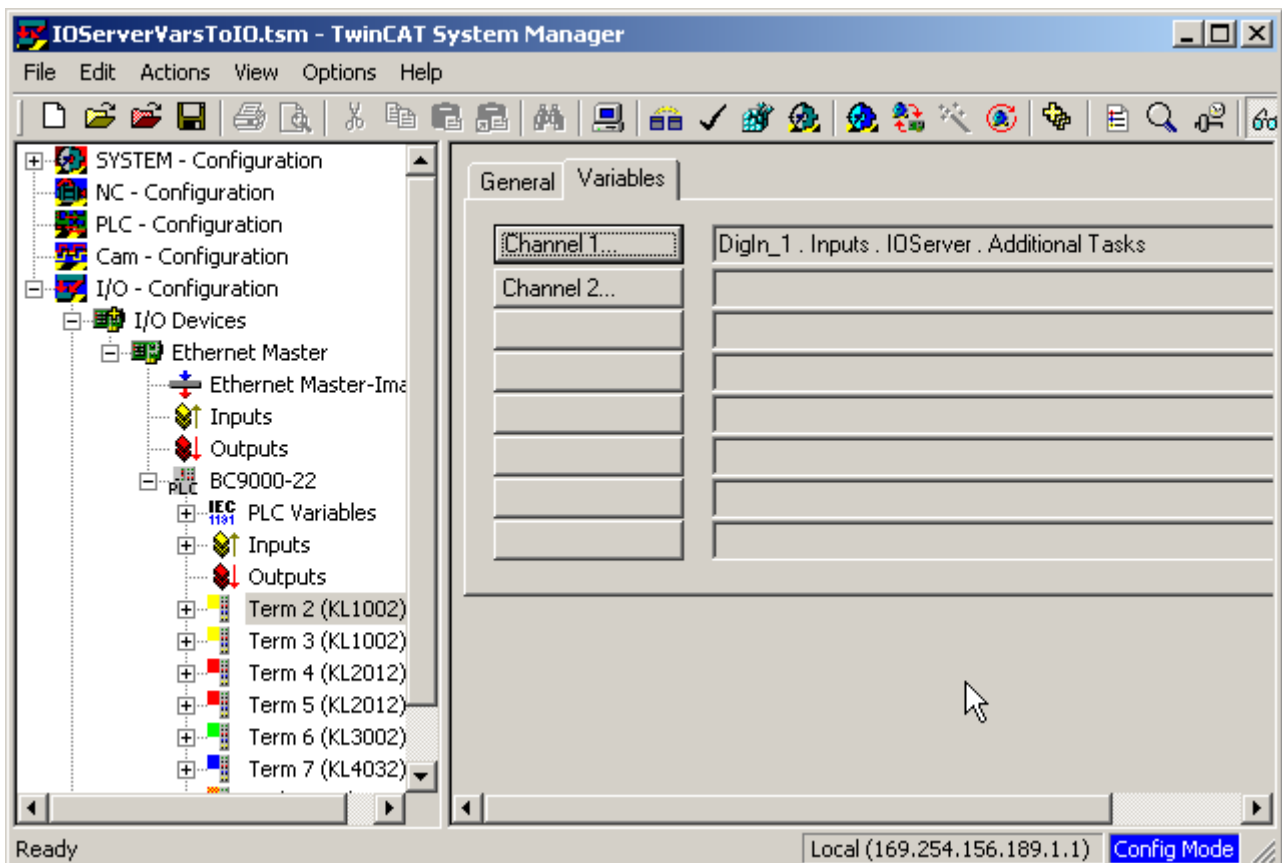 IOServerVarsToIO.tsm - TwinCAT System Manager
File Edit Actions View Options Help
SYSTEM - Configuration
NC - Configuration
PLC - Configuration
Cam - Configuration
I/O - Configuration
I/O Devices
Ethernet Master
Ethernet Master-Ima
Inputs
Outputs
PLC BC9000-22
IEC 1131 PLC Variables
Inputs
Outputs
Term 2 (KL1002)
Term 3 (KL1002)
Term 4 (KL2012)
Term 5 (KL2012)
Term 6 (KL3002)
Term 7 (KL4032)
General Variables
Channel 1... DigIn_1 . Inputs . IOServer . Additional Tasks
Channel 2...
Ready Local (169.254.156.189.1.1) Config Mode